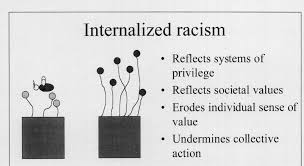 Internalized racism
• Reflects systems of
privilege
• Reflects societal values
• Erodes individual sense of
value
• Undermines collective
action